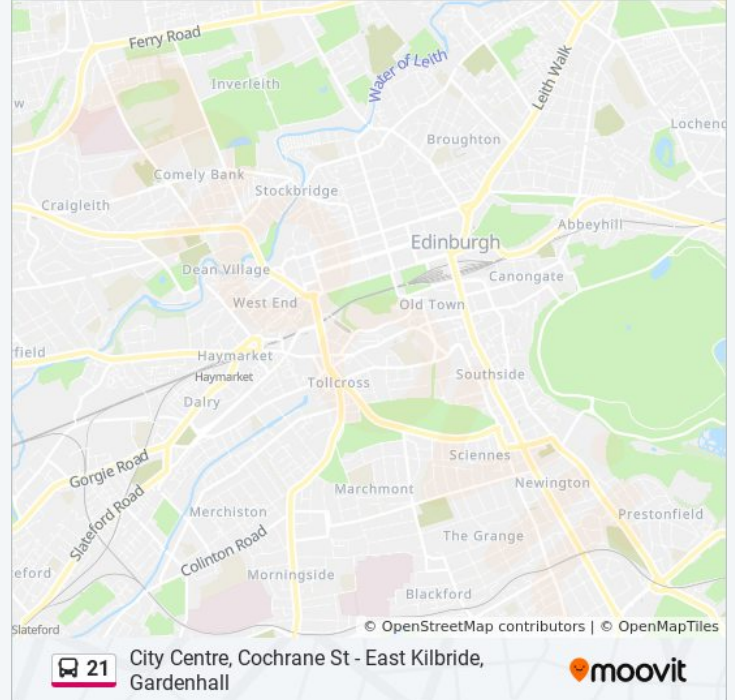 Ferry Road
Inverleith
Water of Leith
Leith Walk
w
Lochend
Broughton
Comely Bank
Stockbridge
Craigleith
Abbeyhill
Edinburgh
Dean Village
Canongate
West End
Old Town
field
Haymarket
Haymarket
Tollcross
Southside
Dalry
Gorgie Road
Sciennes
Marchmont
Newington
Slateford Road
Merchiston
Prestonfield
Colinton Road
The Grange
eford
Morningside
Blackford
Slateford
© OpenStreetMap contributors | © OpenMapTiles
21
City Centre, Cochrane St - East Kilbride,
Gardenhall
moovit